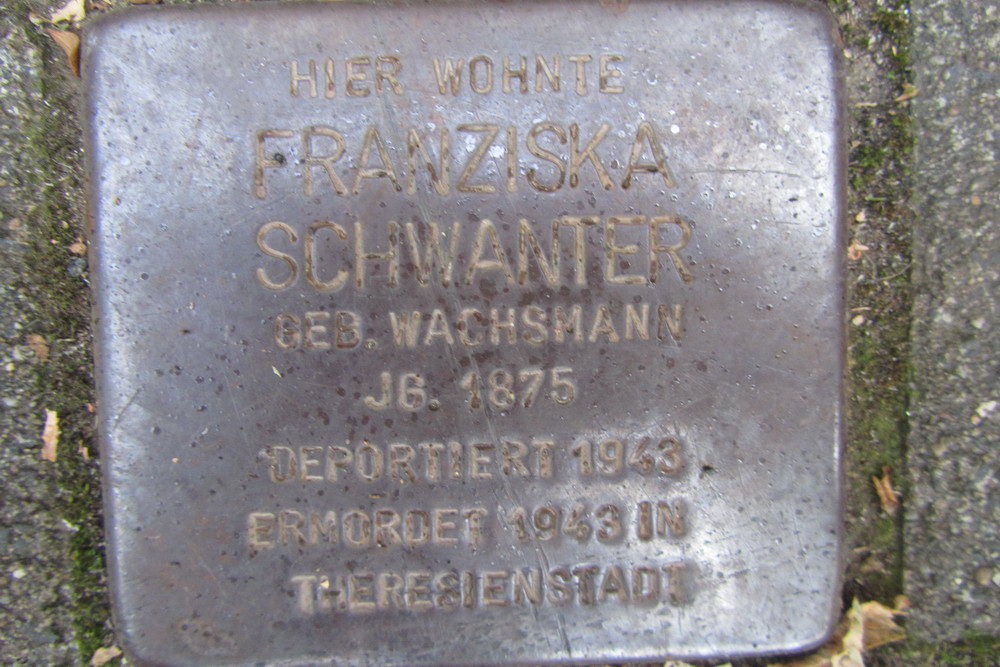 HIER WOHNTE
FRANZISKA
SCHWANTER
GEB. WACHSMANN
JG. 1875
DEPORTIERT 1943
ERMORDET 1943 IN
THERESIENSTADT